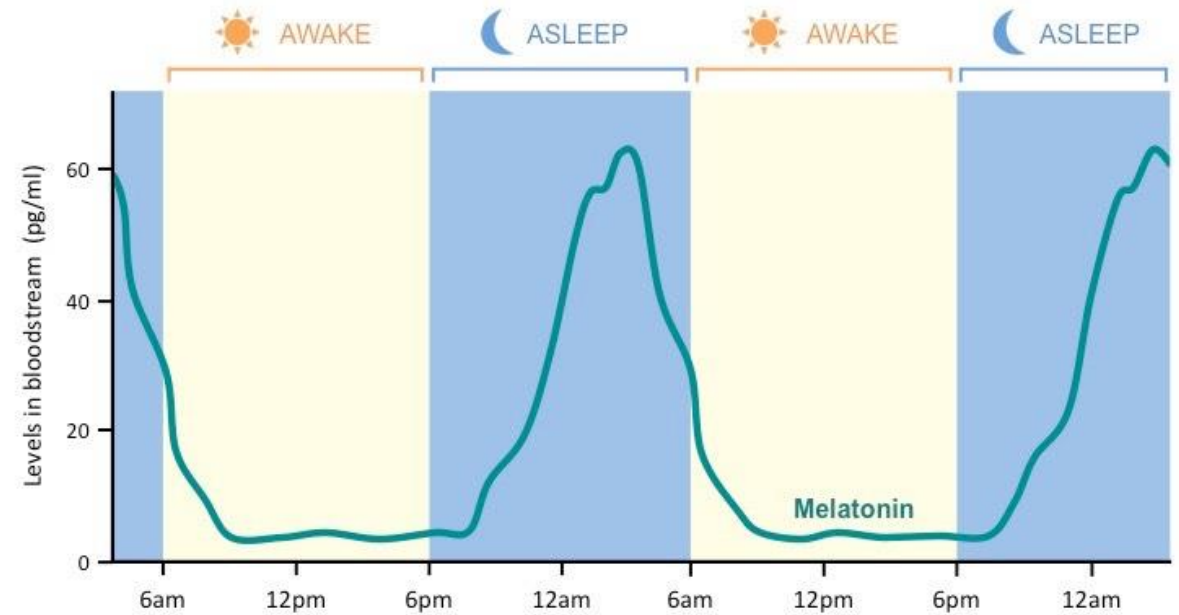 AWAKE ASLEEP AWAKE ASLEEP
Levels in bloodstream (pg/ml)
60
40
20
0
Melatonin
6am 12pm 6pm 12am 6am 12pm 6pm 12am